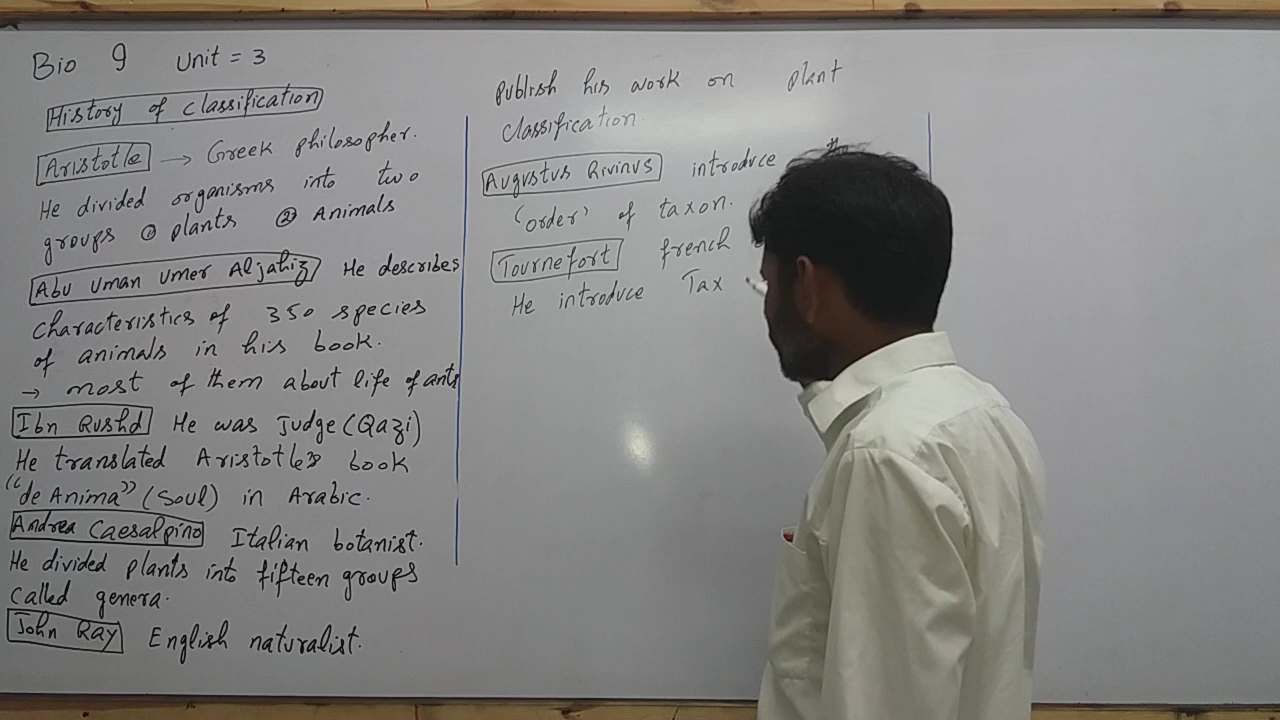 Bio 9 Unit = 3
History of classification
Aristotle → Greek philosopher.
He divided organisms into two
groups ① plants ② Animals
Abu Uman Umer Aljahiz He describes
characteristics of 350 species
of animals in his book.
→ most of them about life of ants
Ibn Rushd He was Judge (Qazi)
He translated Aristotle's book
"de Anima" (soul) in Arabic.
Andrea Caesalpino Italian botanist.
He divided plants into fifteen groups
called genera.
John Ray English naturalist.
publish his work on plant
classification.
Augustus Rivinus introduce
'order' of taxon.
Tournefort french
He introduce Tax